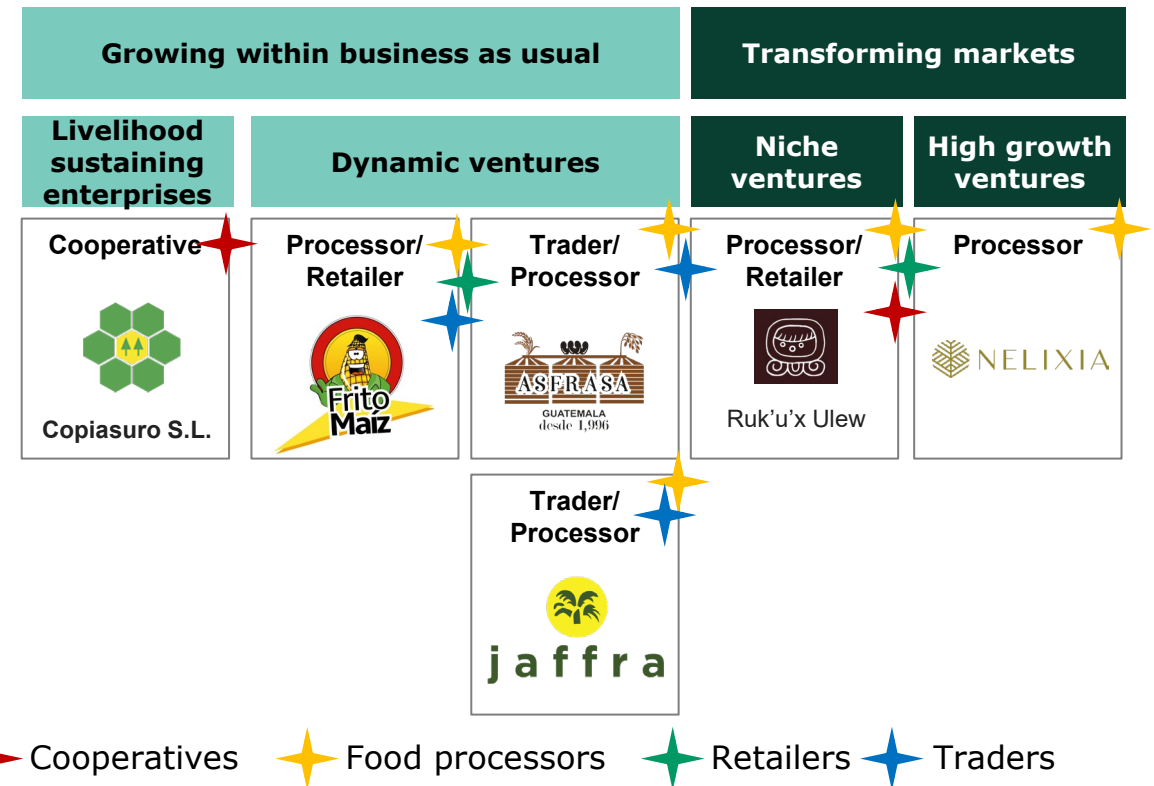 Growing within business as usual
Transforming markets
Livelihood
sustaining
enterprises
Dynamic ventures
Niche
ventures
High growth
ventures
Cooperative
Copiasuro S.L.
Processor/
Retailer
Frito
Maíz
Trader/
Processor
ASFRASA
GUATEMALA
desde 1,996
Processor/
Retailer
Ruk’u’x Ulew
Processor
NELIXIA
Trader/
Processor
jaffra
Cooperatives
Food processors
Retailers
Traders